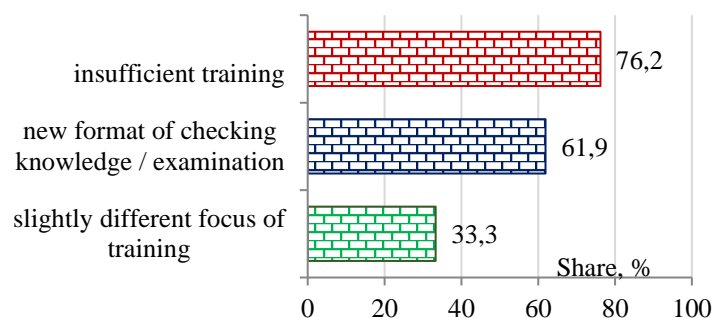 insufficient training
76,2
new format of checking
knowledge / examination
61,9
slightly different focus of
training
33,3
Share, %
0 20 40 60 80 100